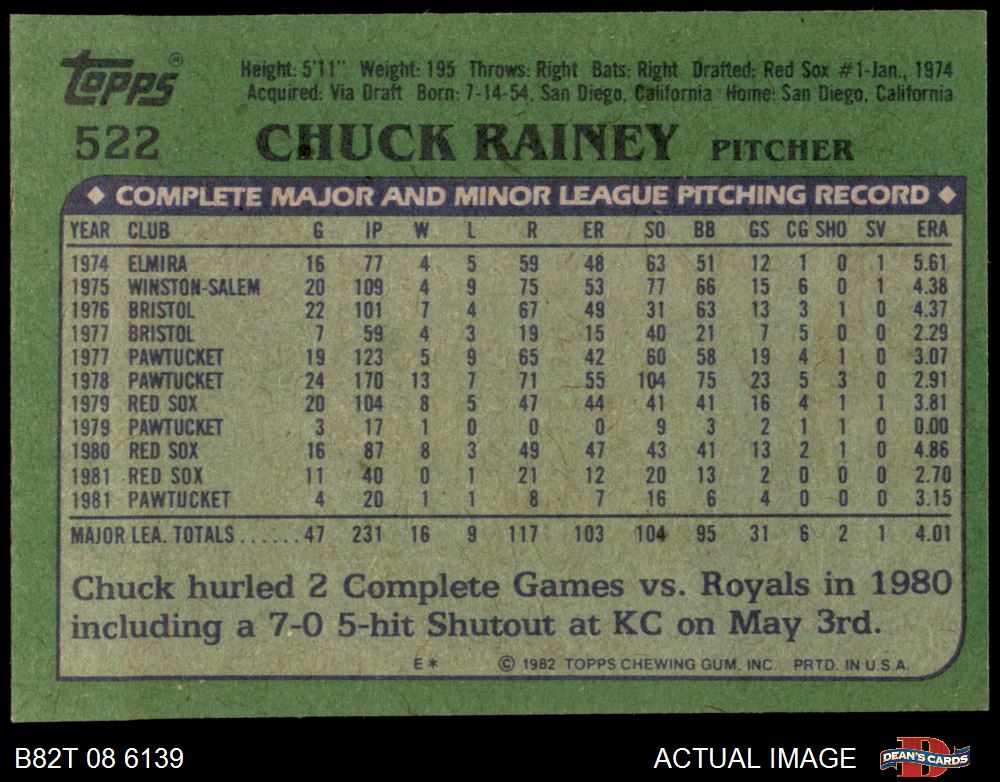 Topps®
Height: 5'11" Weight: 195 Throws: Right Bats: Right Drafted: Red Sox #1-Jan., 1974
Acquired: Via Draft Born: 7-14-54, San Diego, California Home: San Diego, California
522 CHUCK RAINEY PITCHER
◆ COMPLETE MAJOR AND MINOR LEAGUE PITCHING RECORD ◆
YEAR CLUB G IP W L R ER SO BB GS CG SHO SV ERA
1974 ELMIRA 16 77 4 5 59 48 63 51 12 1 0 1 5.61
1975 WINSTON-SALEM 20 109 4 9 75 53 77 66 15 6 0 1 4.38
1976 BRISTOL 22 101 7 4 67 49 31 63 13 3 1 0 4.37
1977 BRISTOL 7 59 4 3 19 15 40 21 7 5 0 0 2.29
1977 PAWTUCKET 19 123 5 9 65 42 60 58 19 4 1 0 3.07
1978 PAWTUCKET 24 170 13 7 71 55 104 75 23 5 3 0 2.91
1979 RED SOX 20 104 8 5 47 44 41 41 16 4 1 1 3.81
1979 PAWTUCKET 3 17 1 0 0 0 9 3 2 1 1 0 0.00
1980 RED SOX 16 87 8 3 49 47 43 41 13 2 1 0 4.86
1981 RED SOX 11 40 0 1 21 12 20 13 2 0 0 0 2.70
1981 PAWTUCKET 4 20 1 1 8 7 16 6 4 0 0 0 3.15
MAJOR LEA. TOTALS......47 231 16 9 117 103 104 95 31 6 2 1 4.01
Chuck hurled 2 Complete Games vs. Royals in 1980
including a 7-0 5-hit Shutout at KC on May 3rd.
E* © 1982 TOPPS CHEWING GUM, INC. PRTD. IN U.S.A.
B82T 08 6139 ACTUAL IMAGE DEAN'S CARDS